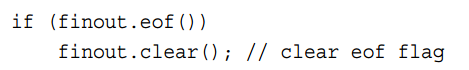 if (finout.eof())
    finout.clear(); // clear eof flag